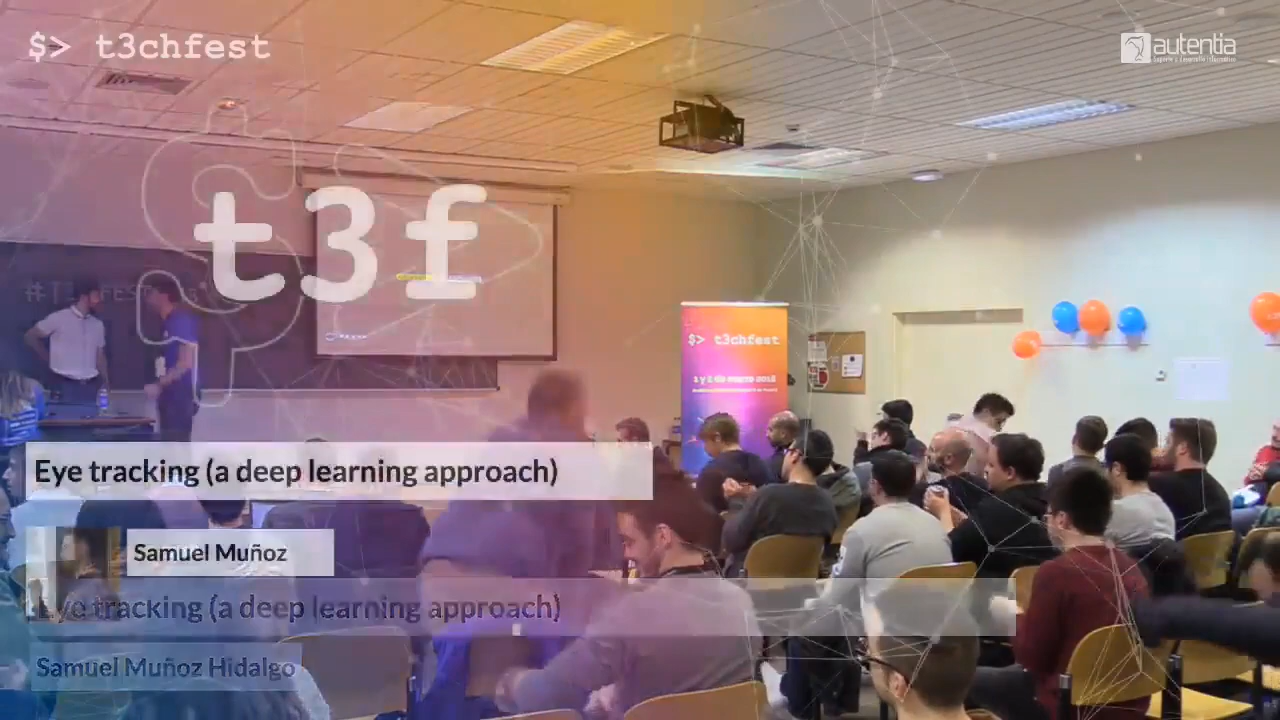 $> t3chfest
autentia
t3f
$> t3chfest
Eye tracking (a deep learning approach)
Samuel Muñoz
Eye tracking (a deep learning approach)
Samuel Muñoz Hidalgo